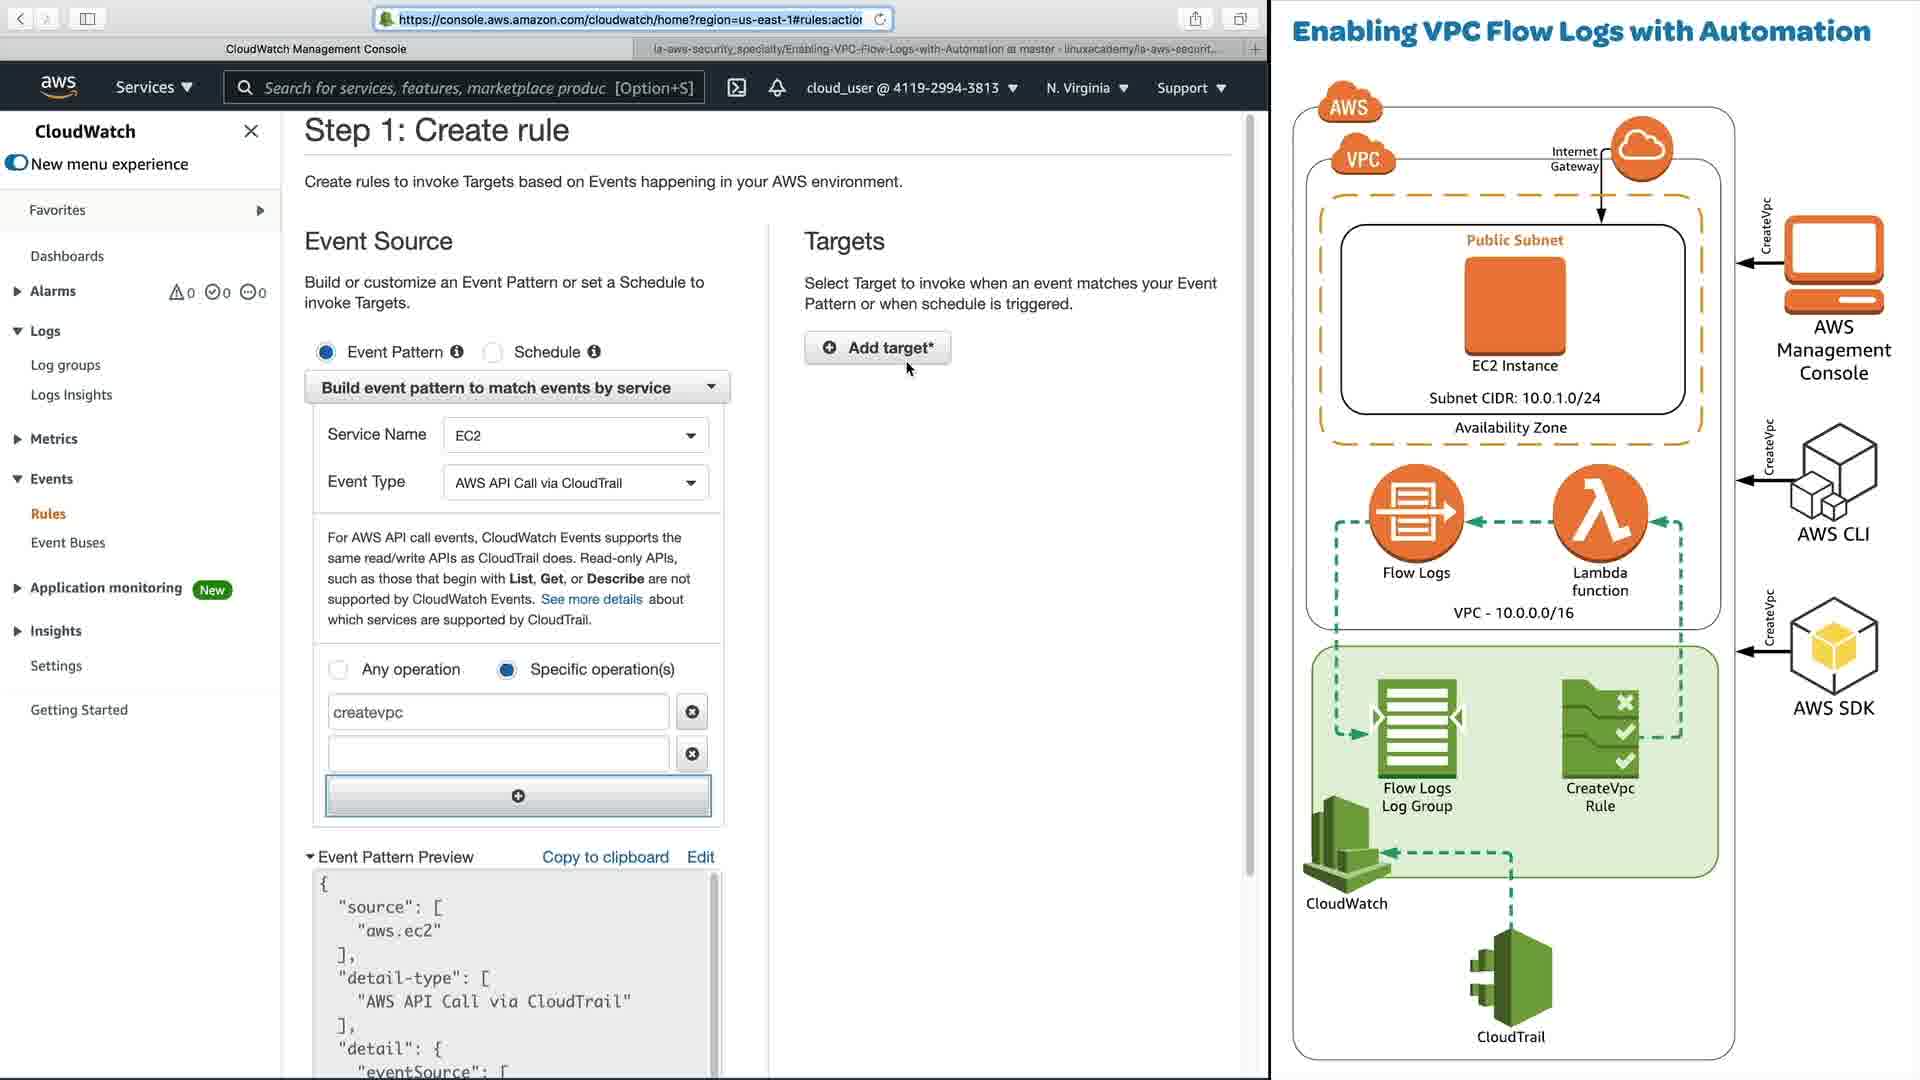 https://console.aws.amazon.com/cloudwatch/home?region=us-east-1#rules:action
CloudWatch Management Console
la-aws-security_specialty/Enabling-VPC-Flow-Logs-with-Automation at master · linuxacademy/la-aws-securit...
aws
Services
Search for services, features, marketplace produc
[Option+S]
cloud_user @ 4119-2994-3813
N. Virginia
Support
CloudWatch
New menu experience
Favorites
Dashboards
Alarms
0
0
0
Logs
Log groups
Logs Insights
Metrics
Events
Rules
Event Buses
Application monitoring
New
Insights
Settings
Getting Started
Step 1: Create rule
Create rules to invoke Targets based on Events happening in your AWS environment.
Event Source
Build or customize an Event Pattern or set a Schedule to
invoke Targets.
Event Pattern
Schedule
Build event pattern to match events by service
Service Name
EC2
Event Type
AWS API Call via CloudTrail
For AWS API call events, CloudWatch Events supports the
same read/write APIs as CloudTrail does. Read-only APIs,
such as those that begin with List, Get, or Describe are not
supported by CloudWatch Events. See more details about
which services are supported by CloudTrail.
Any operation
Specific operation(s)
createvpc
Event Pattern Preview
Copy to clipboard
Edit
{
"source": [
"aws.ec2"
],
"detail-type": [
"AWS API Call via CloudTrail"
],
"detail": {
"eventSource": [
Targets
Select Target to invoke when an event matches your Event
Pattern or when schedule is triggered.
Add target*
Enabling VPC Flow Logs with Automation
AWS
VPC
Internet
Gateway
Public Subnet
EC2 Instance
Subnet CIDR: 10.0.1.0/24
Availability Zone
Flow Logs
Lambda
function
VPC - 10.0.0.0/16
Flow Logs
Log Group
CreateVpc
Rule
CloudWatch
CloudTrail
CreateVpc
AWS
Management
Console
CreateVpc
AWS CLI
CreateVpc
AWS SDK